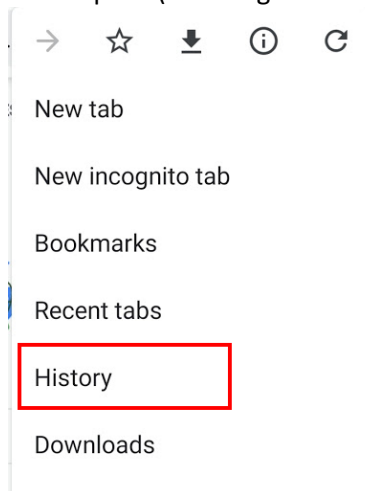 New tab
New incognito tab
Bookmarks
Recent tabs
History
Downloads